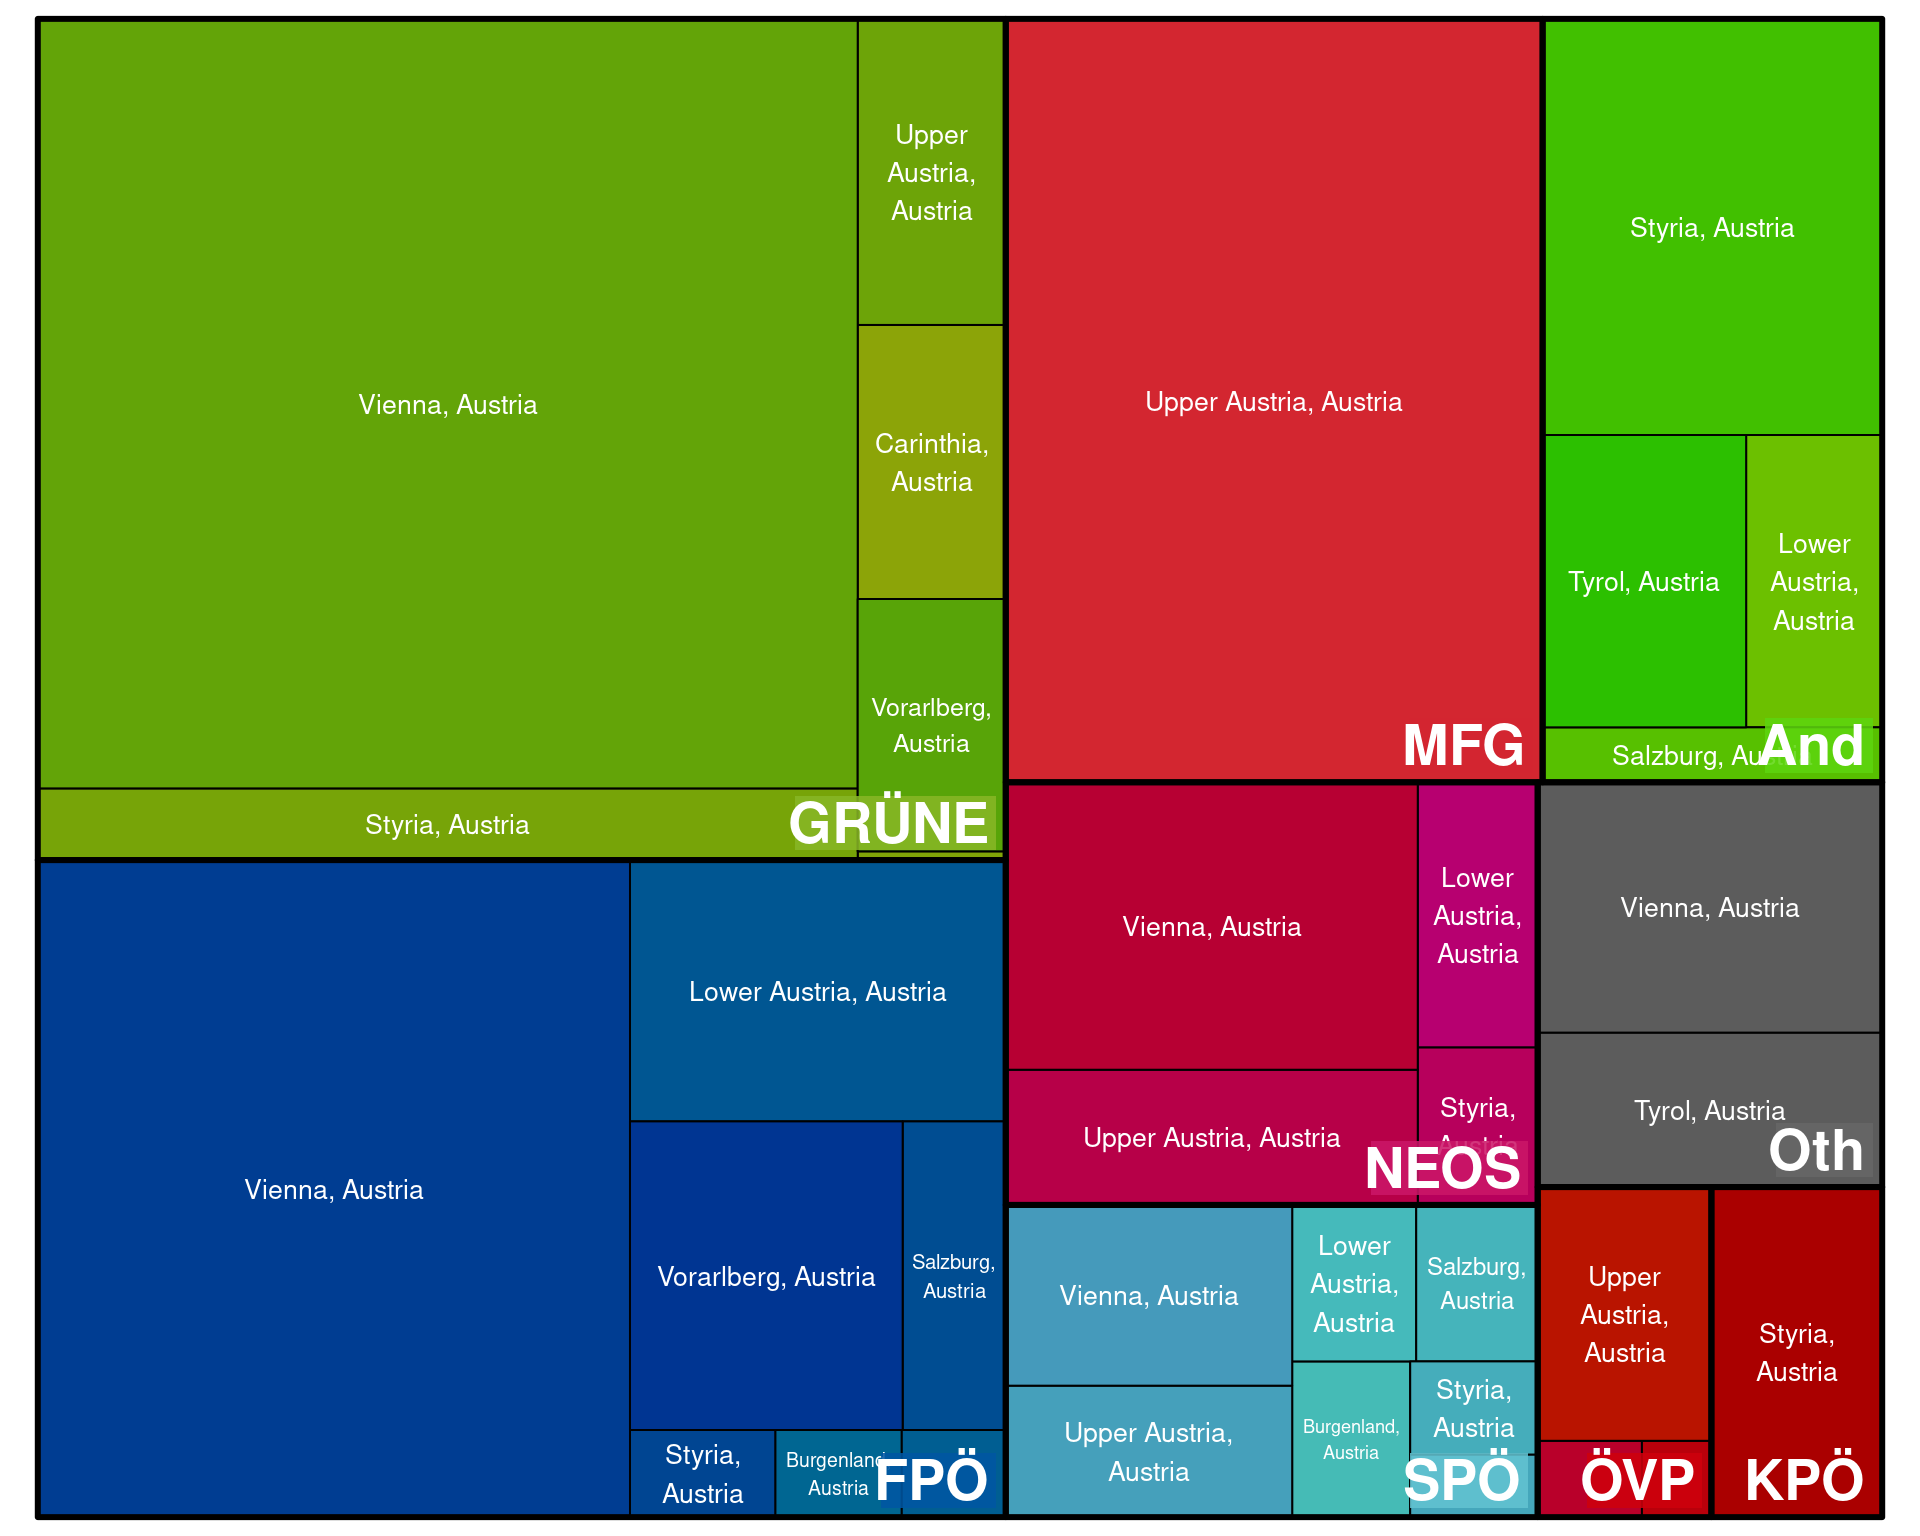 Vienna, Austria
Upper
Austria,
Austria
Carinthia,
Austria
Vorarlberg,
Austria
Styria, Austria
GRÜNE
Vienna, Austria
Lower Austria, Austria
Vorarlberg, Austria
Salzburg,
Austria
Styria,
Austria
Burgenland,
Austria
FPÖ
Upper Austria, Austria
MFG
Styria, Austria
Tyrol, Austria
Lower
Austria,
Austria
Salzburg, Au
And
Vienna, Austria
Lower
Austria,
Austria
Upper Austria, Austria
Styria,
Austria
NEOS
Vienna, Austria
Tyrol, Austria
Oth
Vienna, Austria
Lower
Austria,
Austria
Salzburg,
Austria
Upper Austria,
Austria
Burgenland,
Austria
Styria,
Austria
SPÖ
Upper
Austria,
Austria
ÖVP
Styria,
Austria
KPÖ